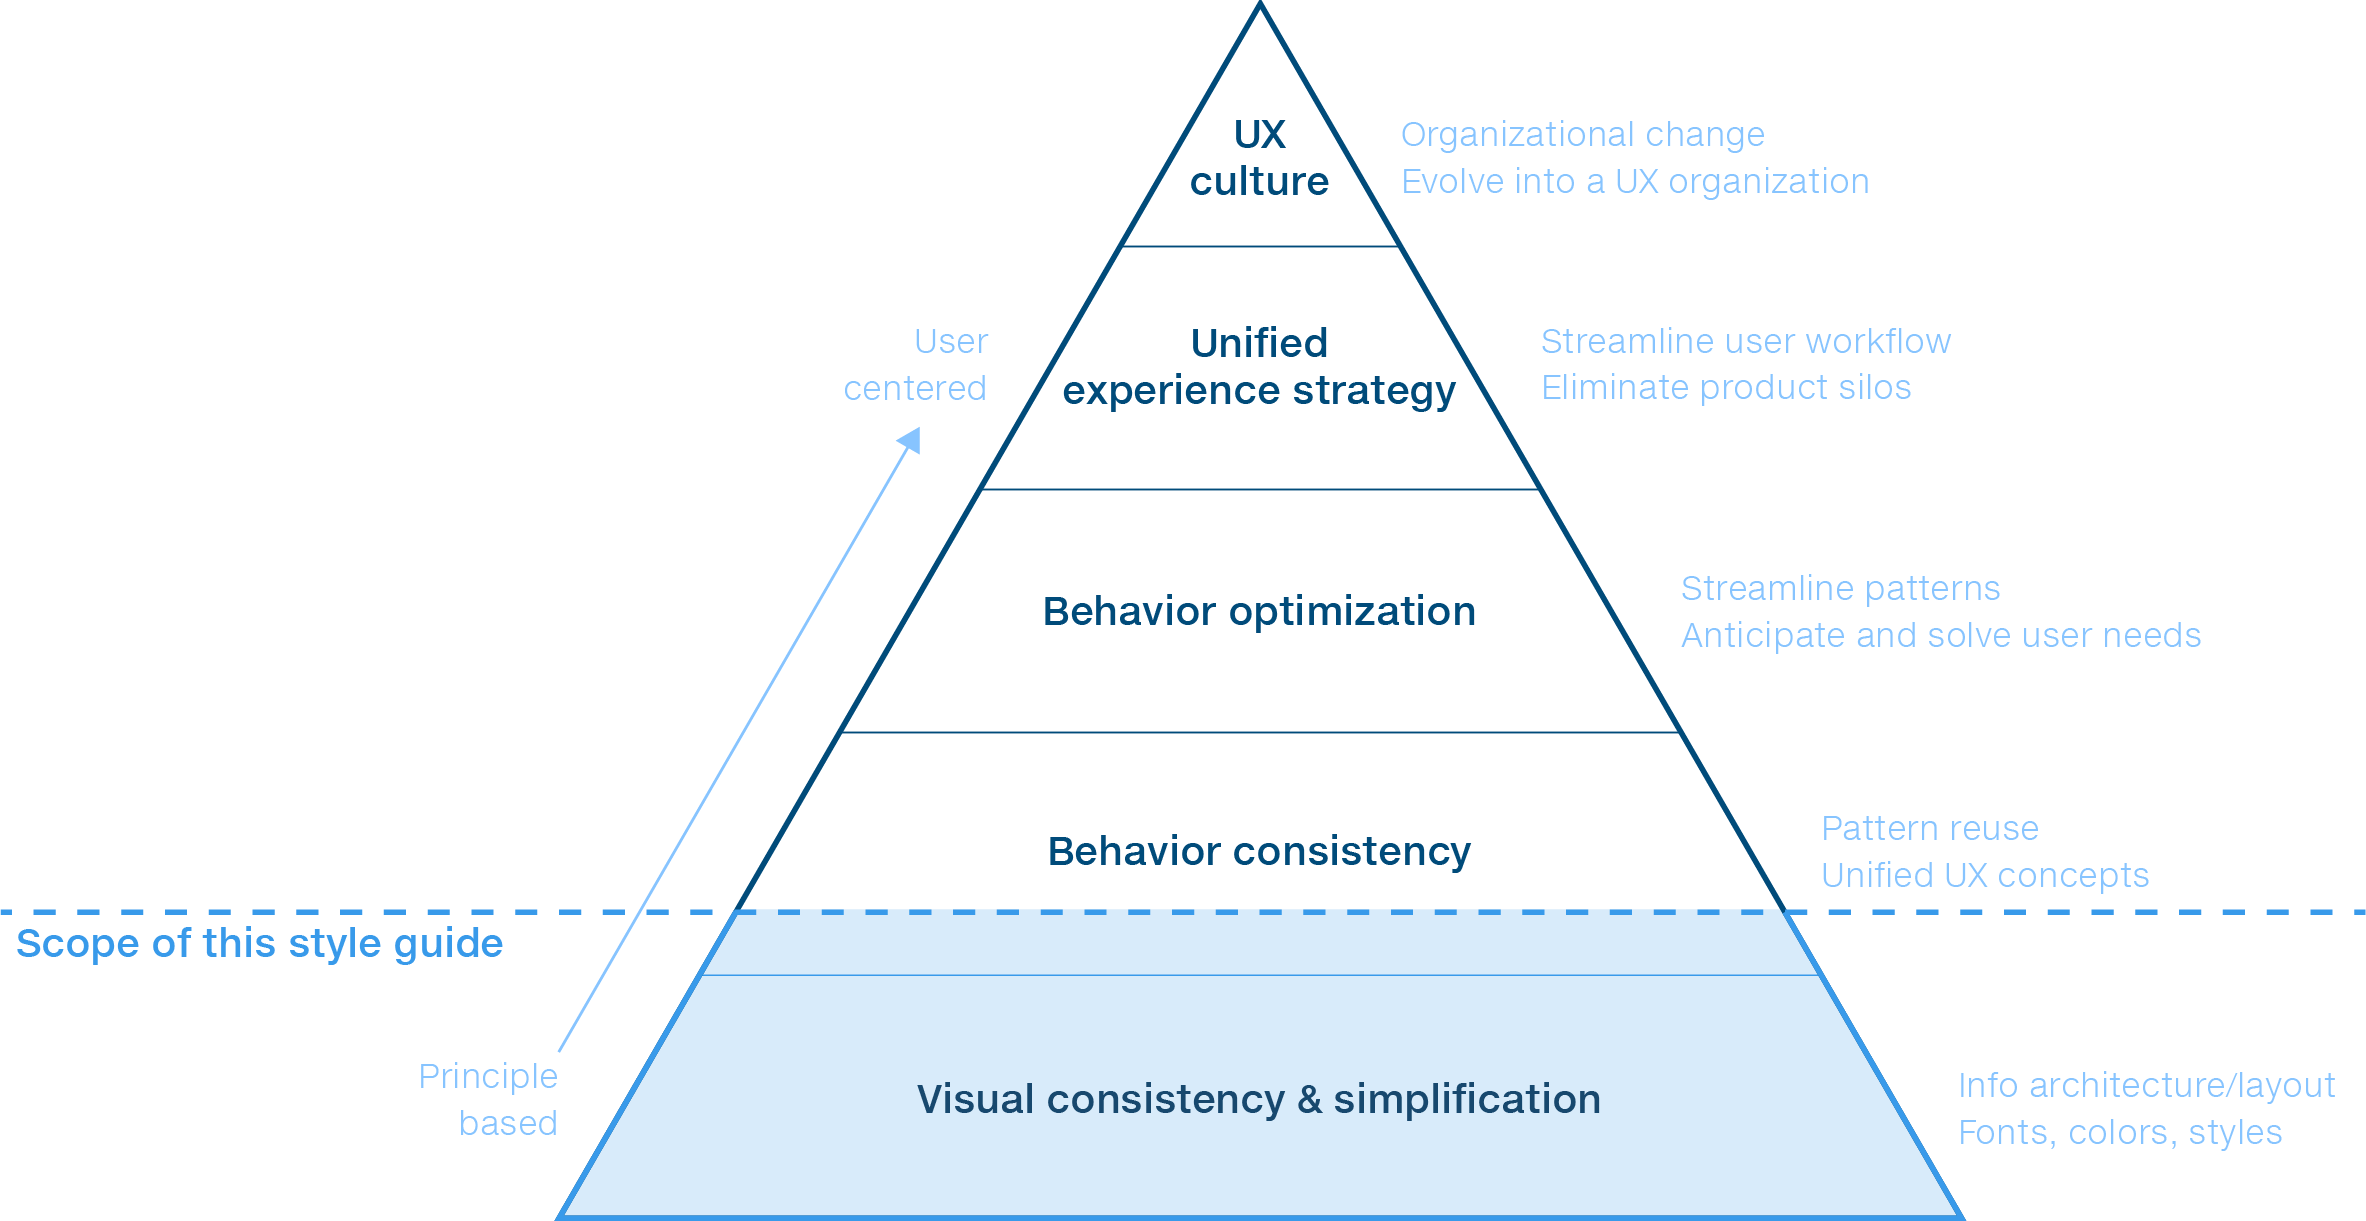 UX
culture
Organizational change
Evolve into a UX organization
User
centered
Unified
experience strategy
Streamline user workflow
Eliminate product silos
Behavior optimization
Streamline patterns
Anticipate and solve user needs
Behavior consistency
Pattern reuse
Unified UX concepts
Scope of this style guide
Principle
based
Visual consistency & simplification
Info architecture/layout
Fonts, colors, styles